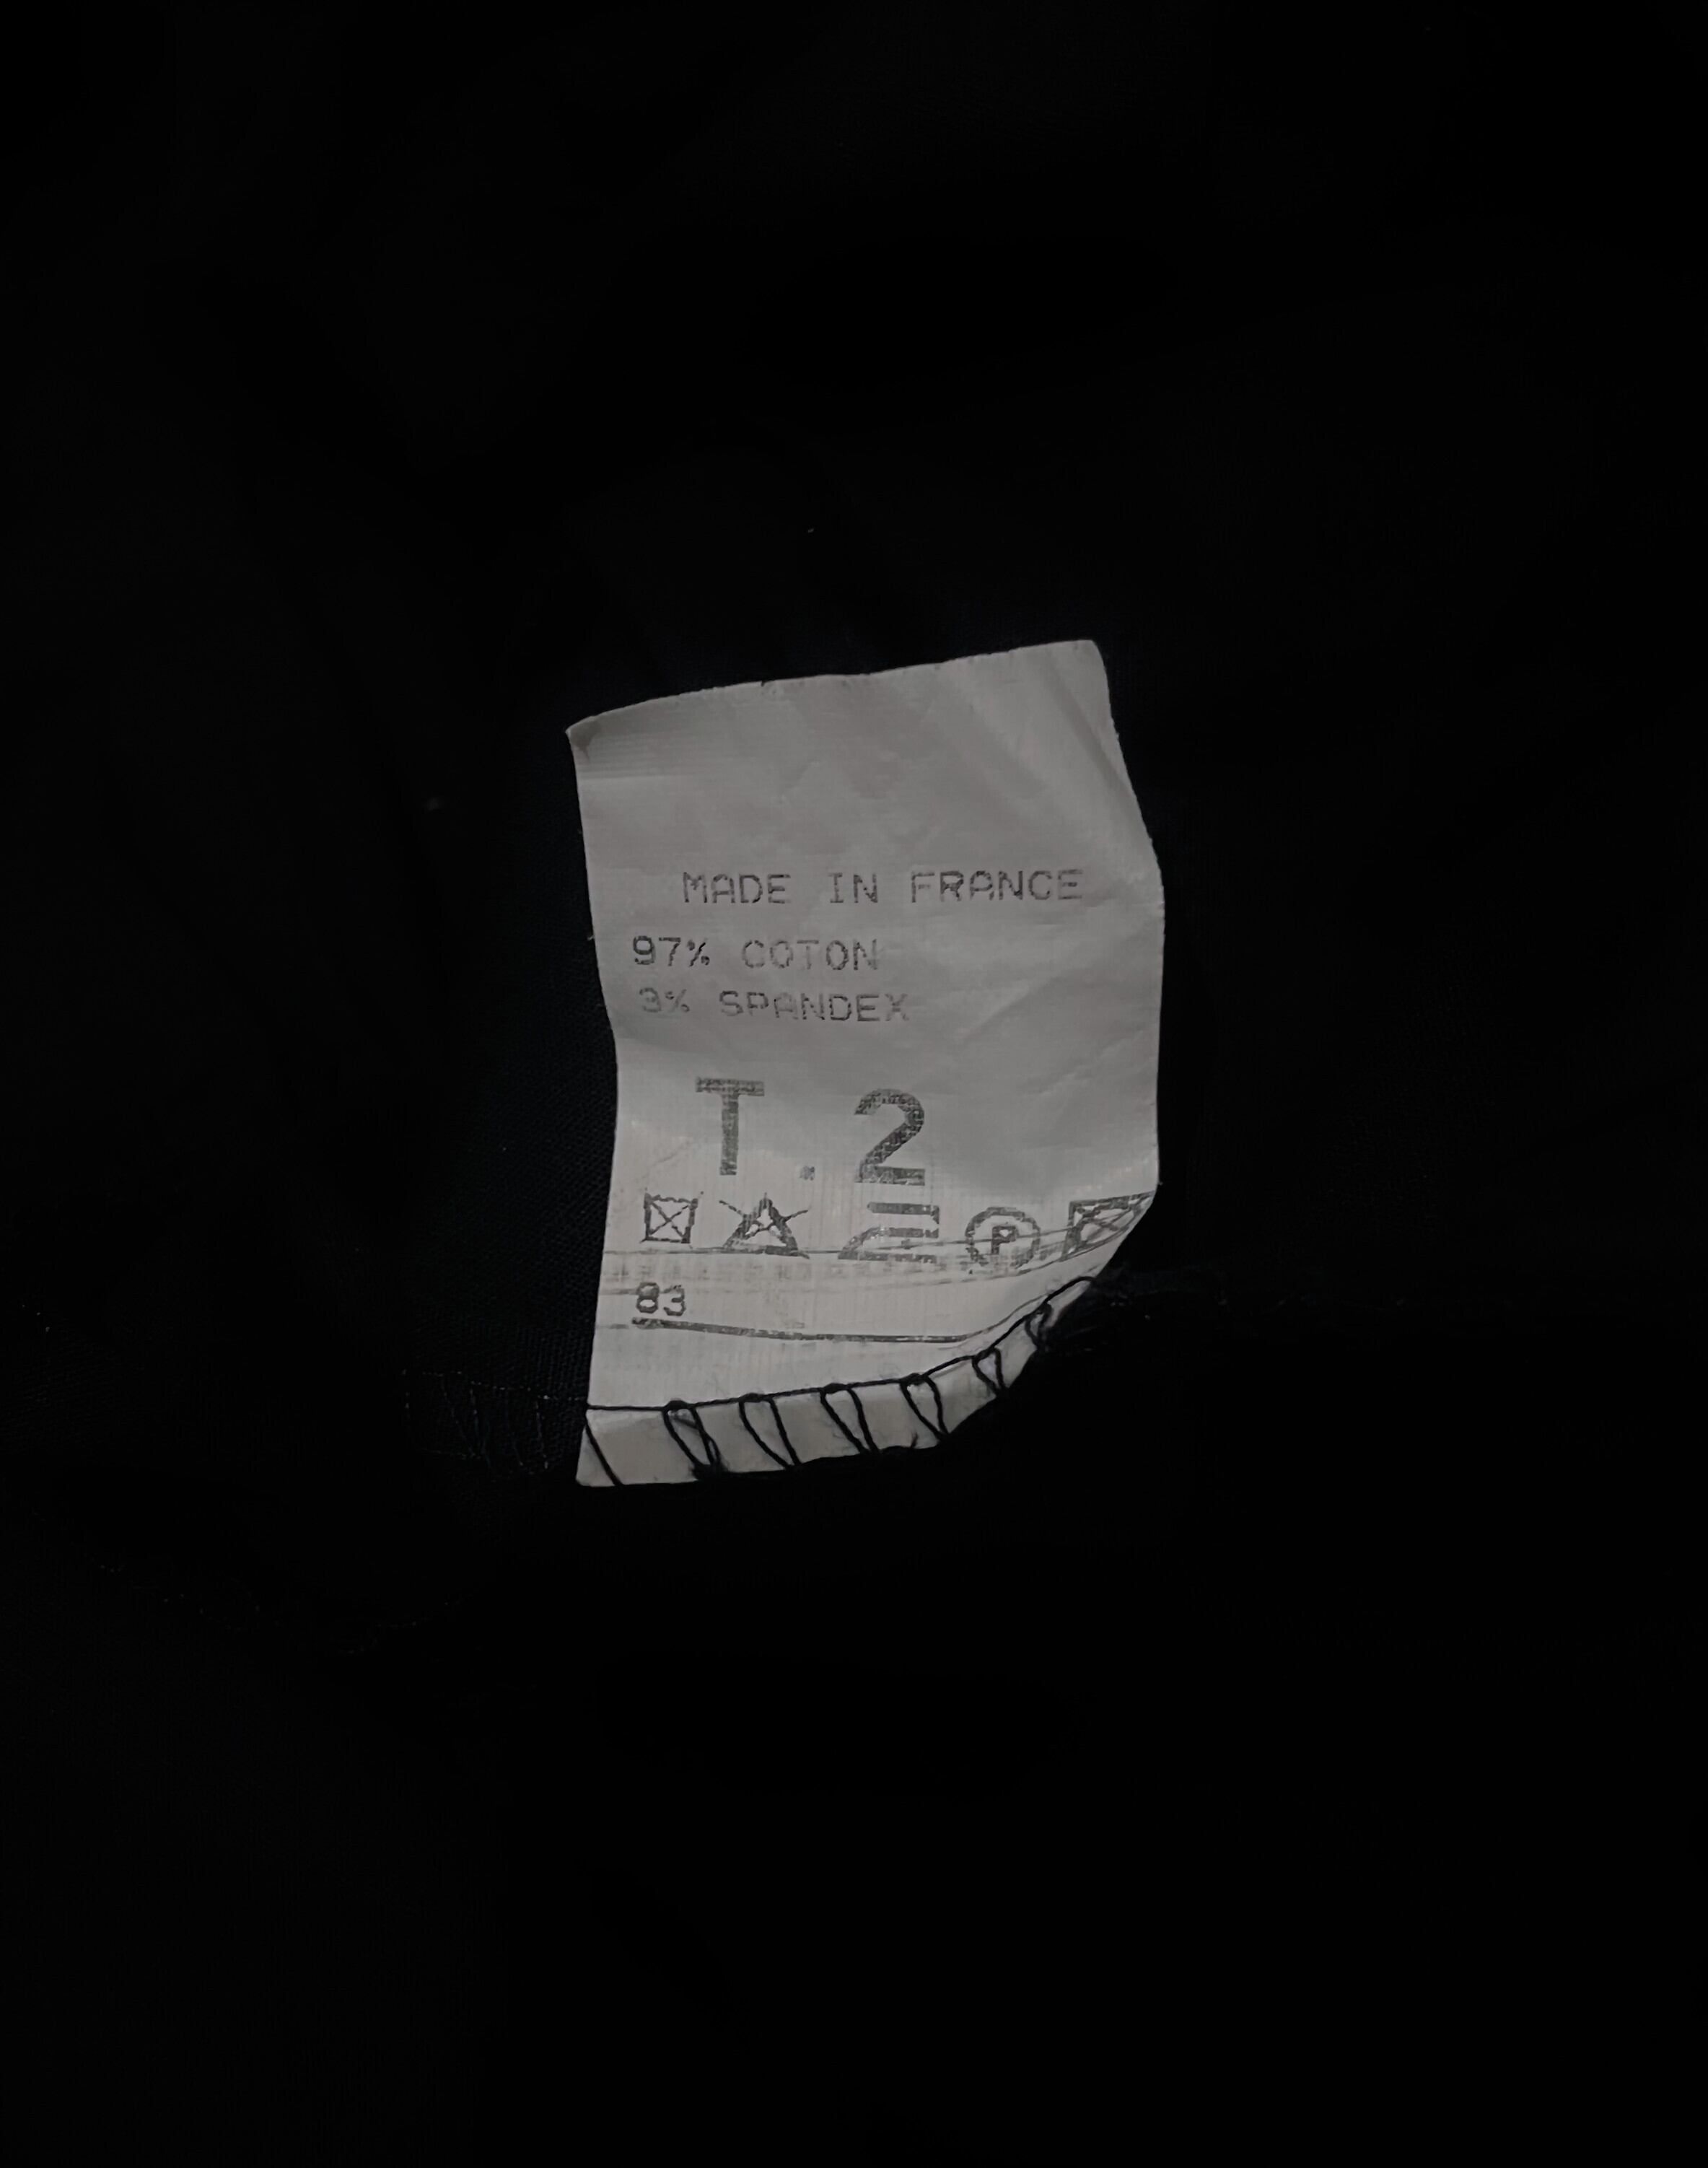 MADE IN FRANCE
97% COTON
3% SPANDEX
T.2
P
83